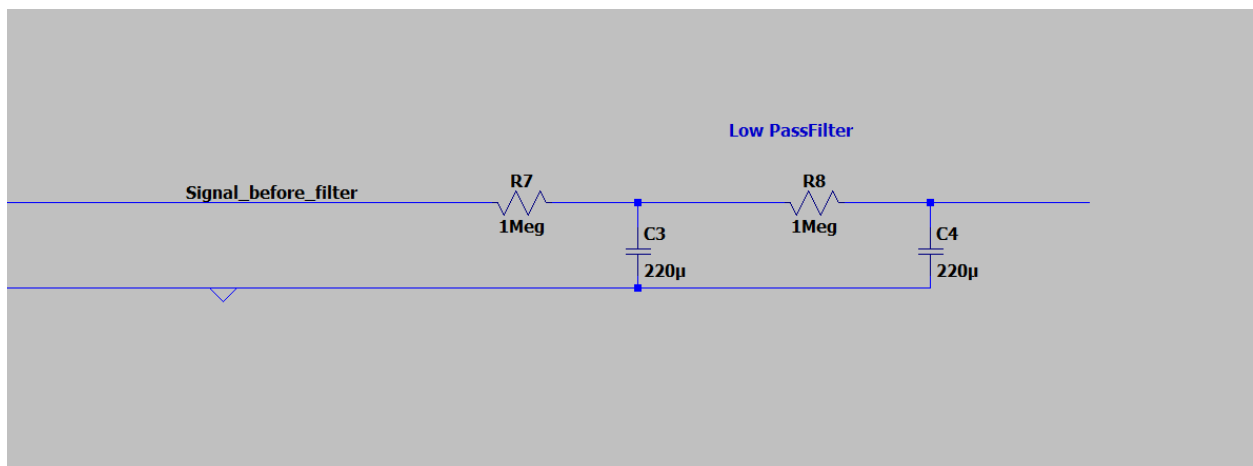 Low PassFilter
Signal_before_filter
R7
1Meg
C3
220µ
R8
1Meg
C4
220µ